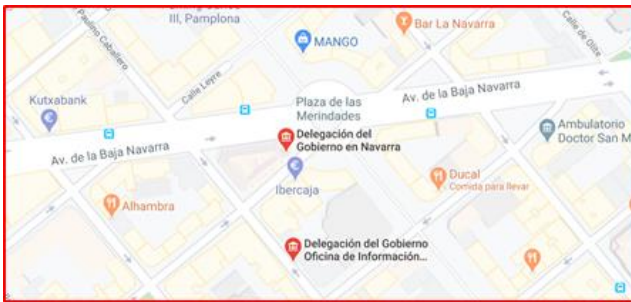 III, Pamplona
Paulino Caballero
Calle Leyre
MANGO
Bar La Navarra
Calle de Olite
Kutxabank
Plaza de las
Merindades
Av. de la Baja Navarra
Delegación del
Gobierno en Navarra
Ambulatorio
Doctor San M
Av. de la Baja Navarra
Ibercaja
Ducal
Comida para llevar
Alhambra
Delegación del Gobierno
Oficina de Información...